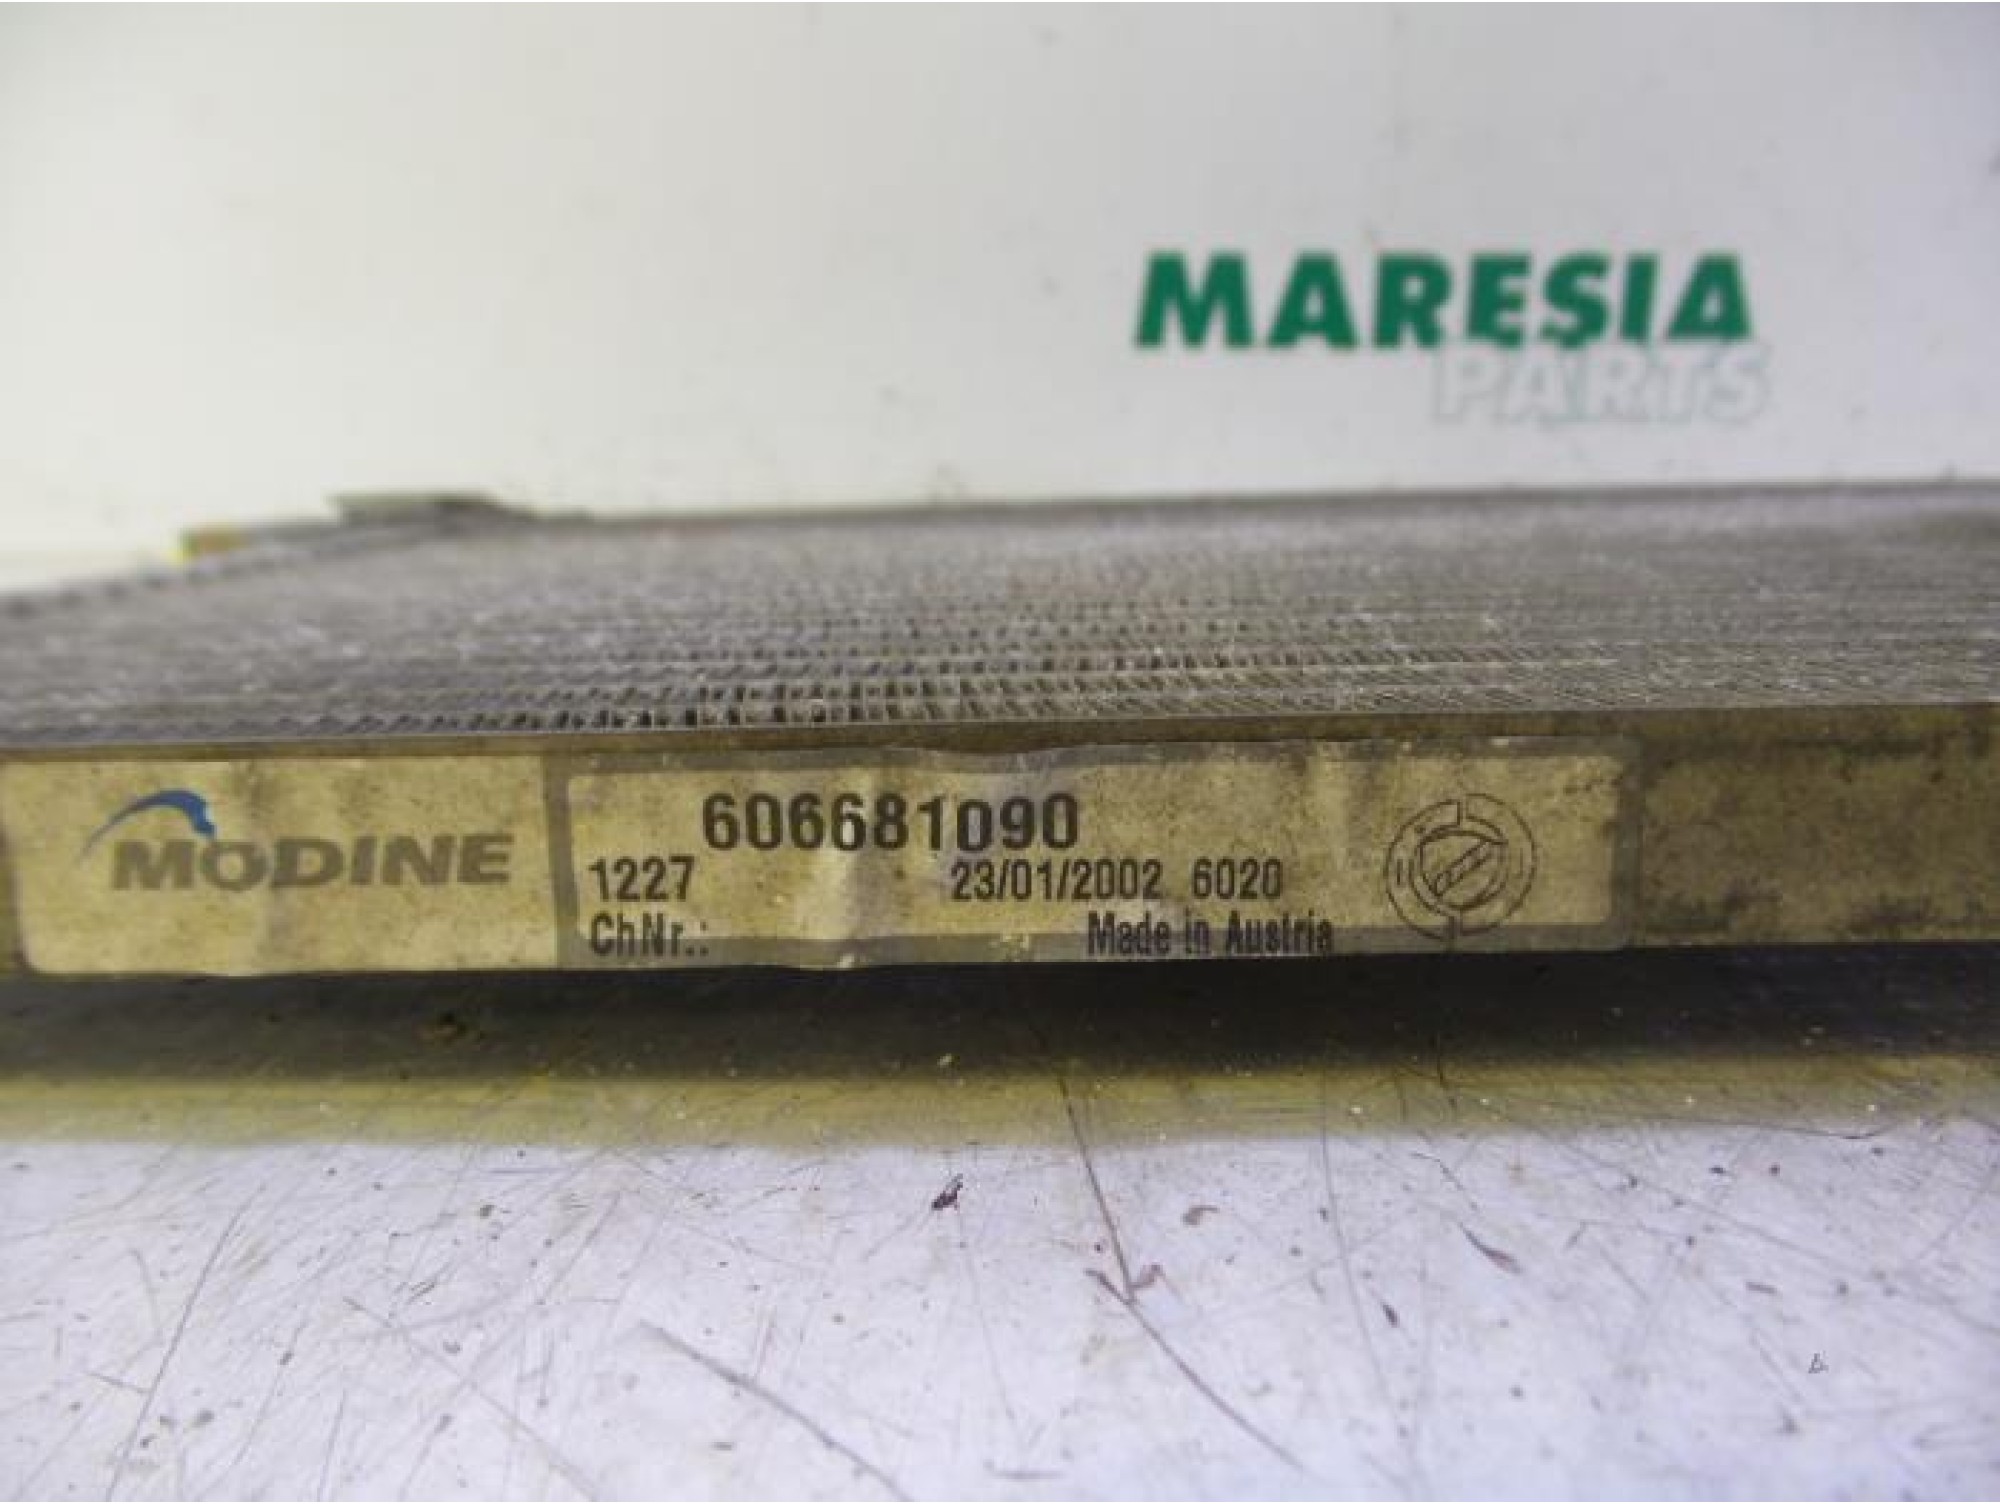 MARESIA
PARTS
MODINE
606681090
1227 23/01/2002 6020
ChNr.: Made in Austria